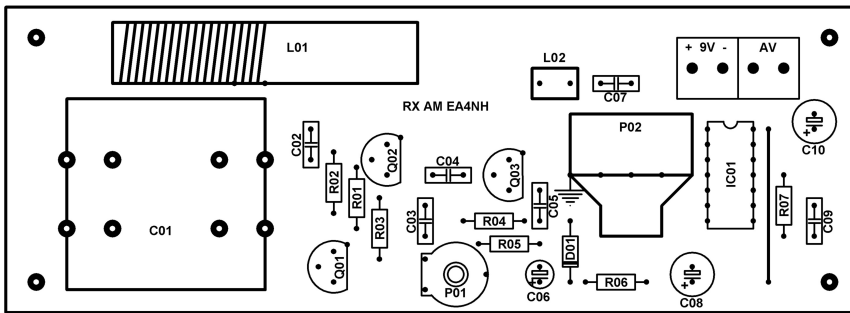 L01
L02
+ 9V -
AV
C07
RX AM EA4NH
C02
Q02
C04
Q03
P02
IC01
C10
R02
R01
R03
C03
R04
C05
R07
C09
C01
R05
D01
Q01
P01
C06
+
R06
C08
+
+